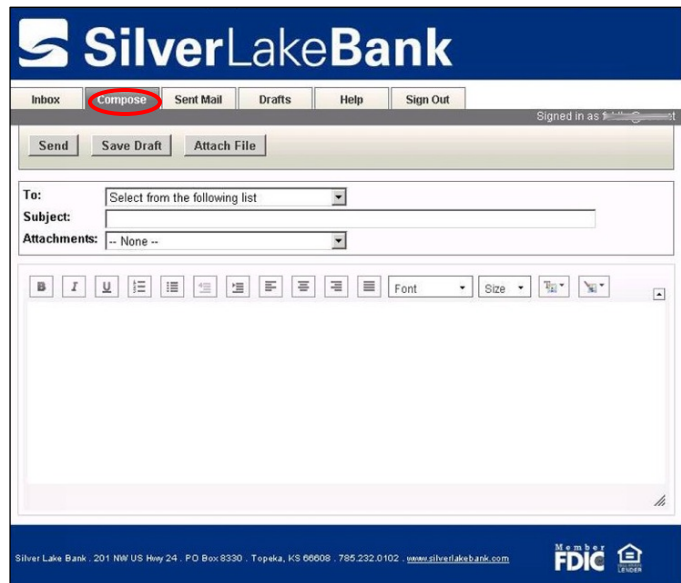 SilverLakeBank
Inbox Compose Sent Mail Drafts Help Sign Out
Signed in as
Send Save Draft Attach File
To: Select from the following list
Subject:
Attachments: -- None --
B I U Font Size
Silver Lake Bank . 201 NW US Hwy 24 . PO Box 8330 . Topeka, KS 66608 . 785.232.0102 . www.silverlakebank.com
Member
FDIC
LENDER